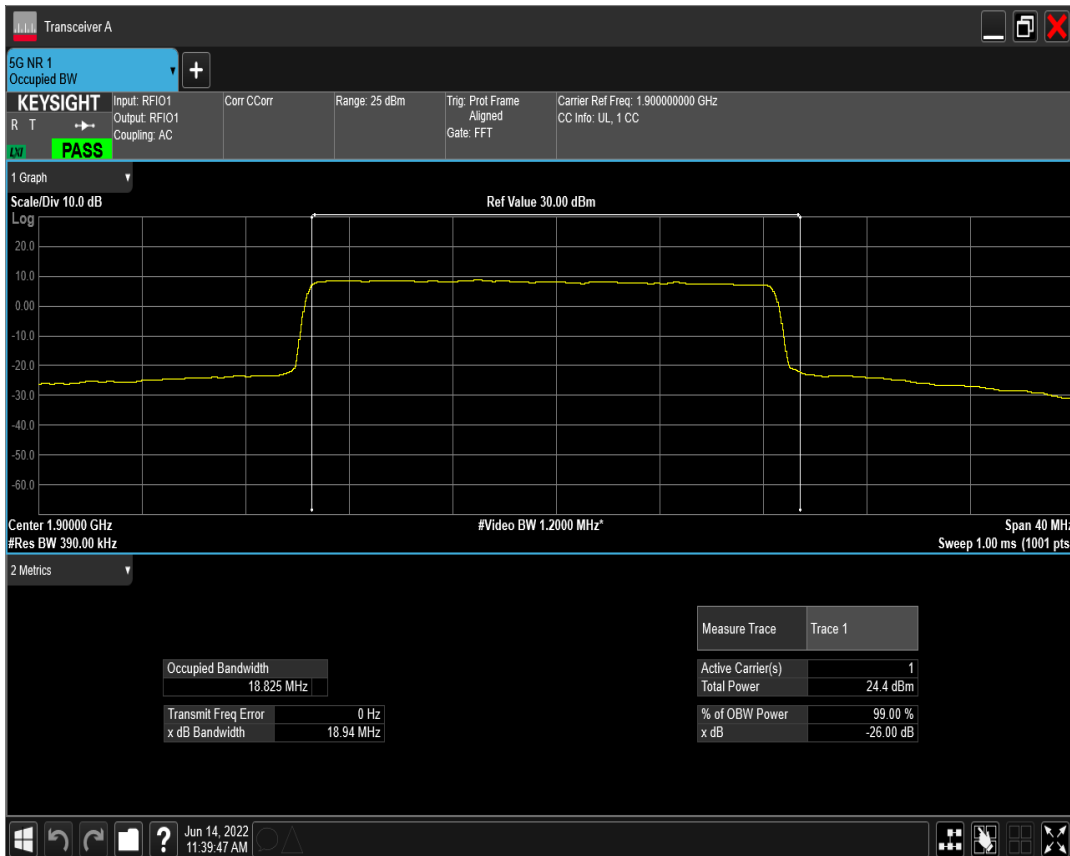 Transceiver A
5G NR 1
Occupied BW
KEYSIGHT
R T
LXI
PASS
Input: RFIO1
Output: RFIO1
Coupling: AC
Corr CCorr
Range: 25 dBm
Trig: Prot Frame
Aligned
Gate: FFT
Carrier Ref Freq: 1.900000000 GHz
CC Info: UL, 1 CC
1 Graph
Scale/Div 10.0 dB
Ref Value 30.00 dBm
Log
20.0
10.0
0.00
-10.0
-20.0
-30.0
-40.0
-50.0
-60.0
Center 1.90000 GHz
#Video BW 1.2000 MHz*
Span 40 MHz
#Res BW 390.00 kHz
Sweep 1.00 ms (1001 pts
2 Metrics
Measure Trace Trace 1
Occupied Bandwidth
18.825 MHz
Active Carrier(s) 1
Total Power 24.4 dBm
Transmit Freq Error 0 Hz
x dB Bandwidth 18.94 MHz
% of OBW Power 99.00 %
x dB -26.00 dB
?
Jun 14, 2022
11:39:47 AM